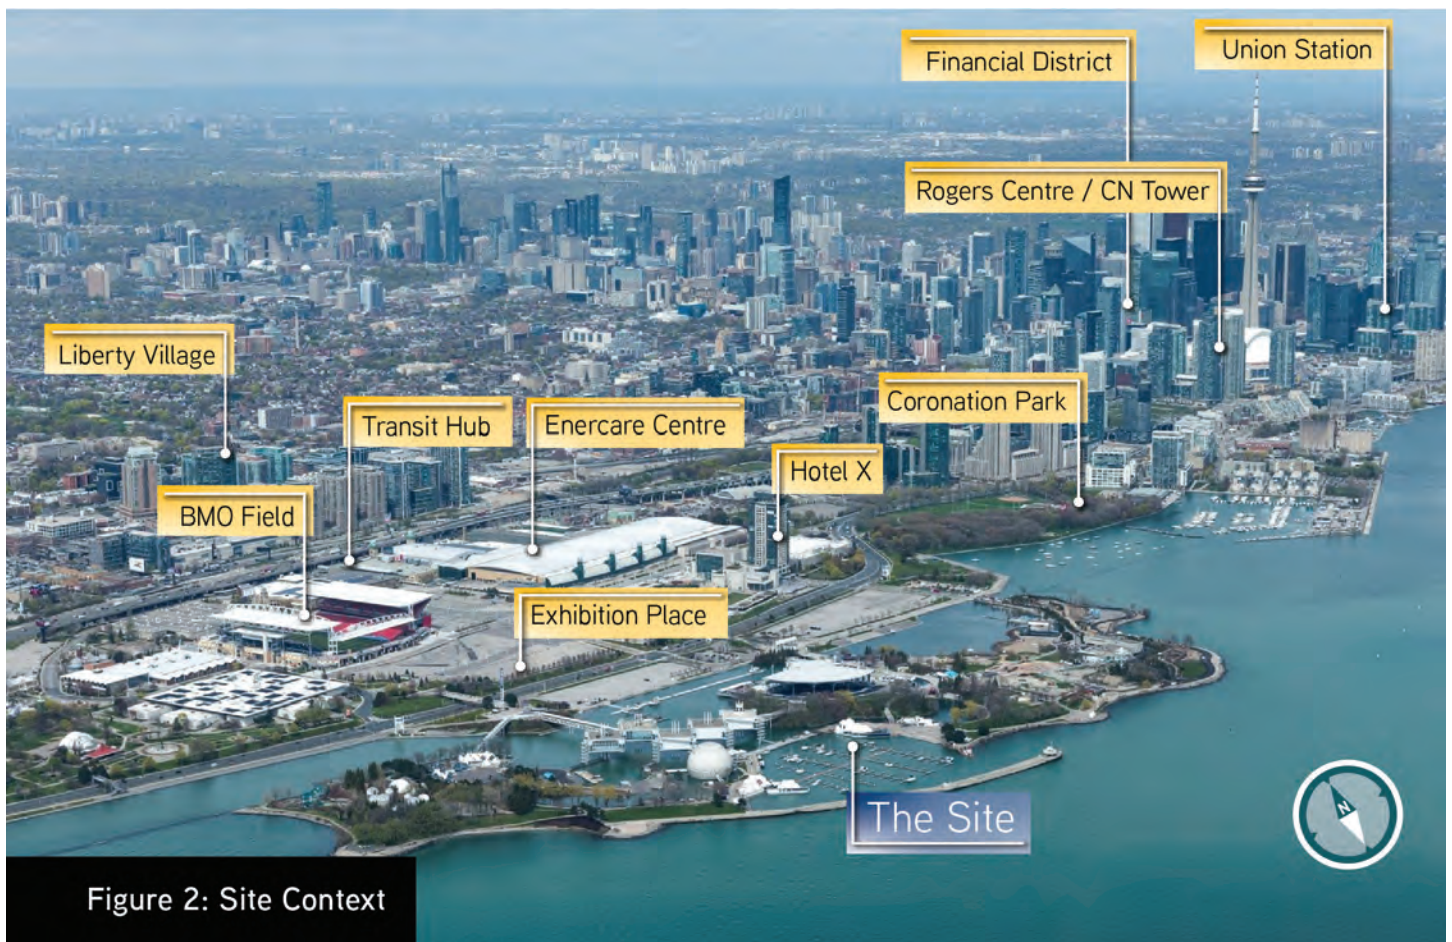 Financial District
Union Station
Rogers Centre / CN Tower
Liberty Village
Transit Hub
Enercare Centre
Coronation Park
Hotel X
BMO Field
Exhibition Place
The Site
N
Figure 2: Site Context